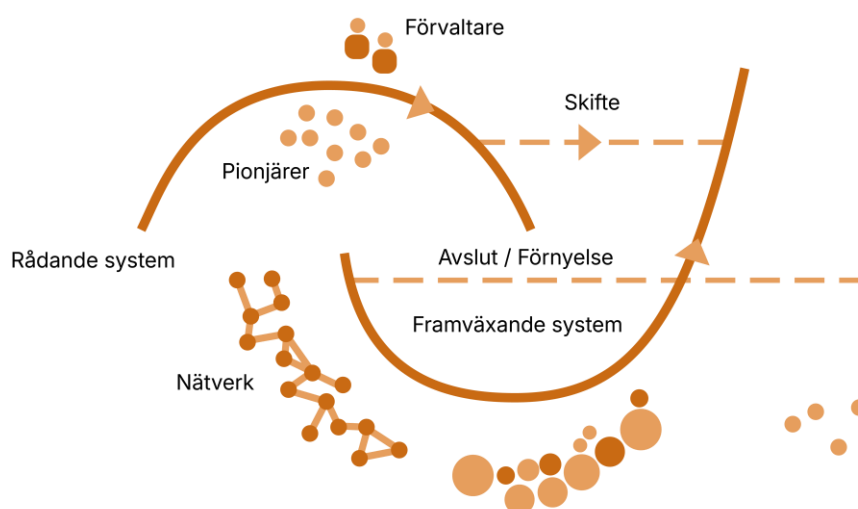 Förvaltare
Skifte
Pionjärer
Rådande system
Avslut / Förnyelse
Framväxande system
Nätverk